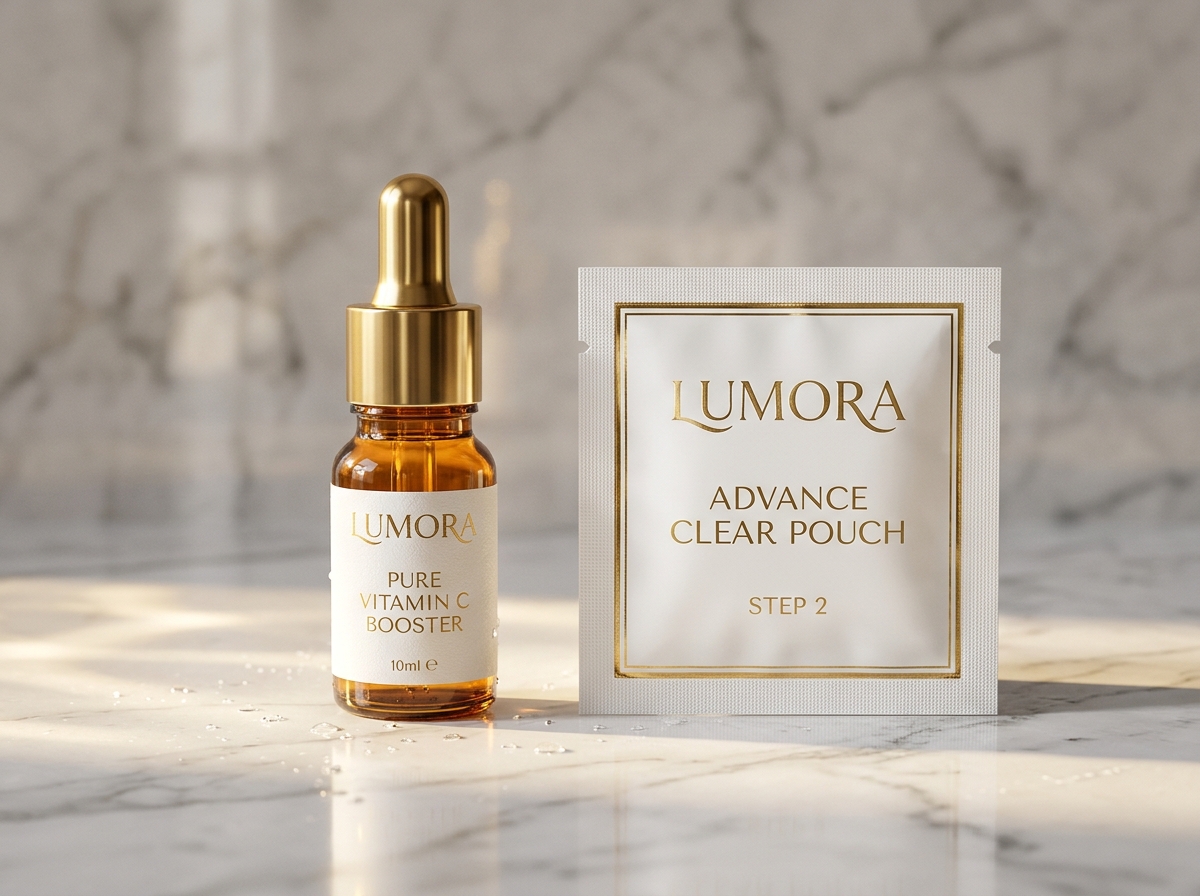 LUMORA
PURE
VITAMIN C
BOOSTER
10ml ℮
LUMORA
ADVANCE
CLEAR POUCH
STEP 2